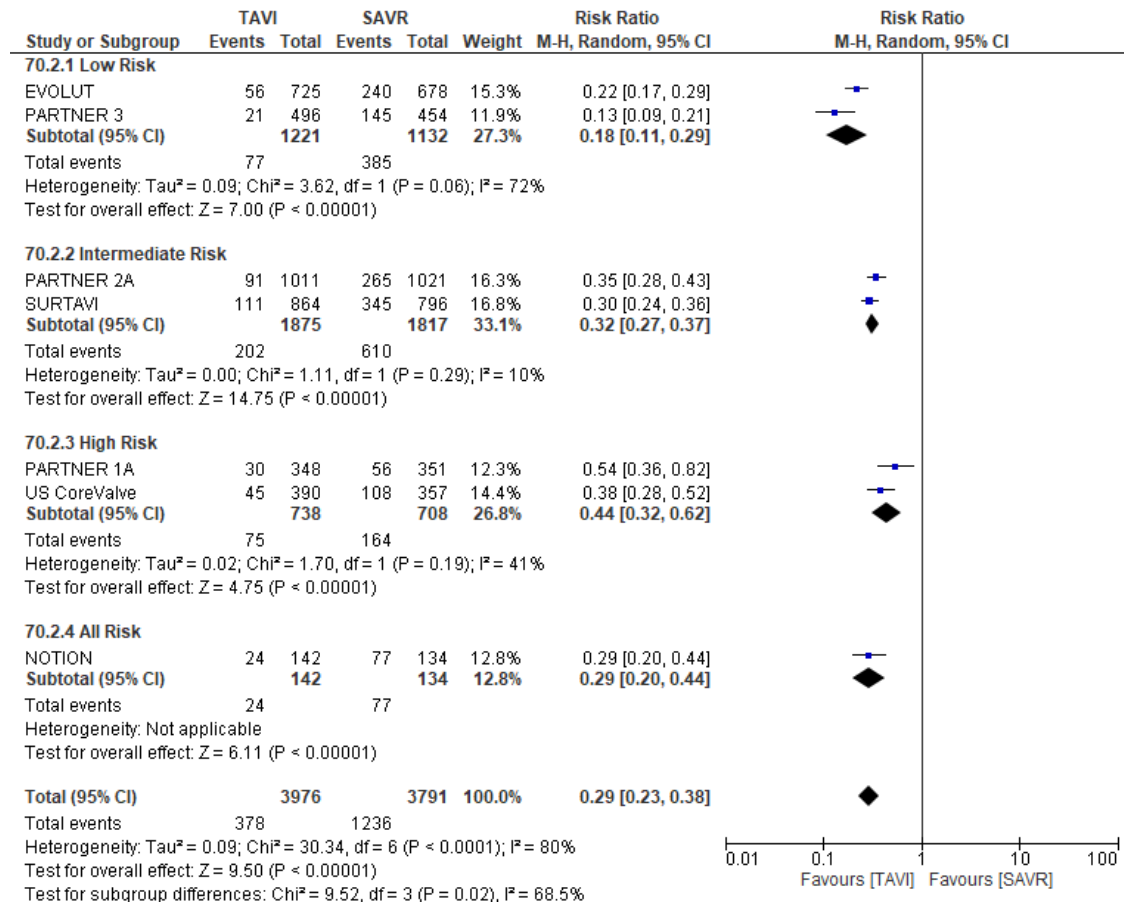 TAVI SAVR Risk Ratio Risk Ratio
Study or Subgroup Events Total Events Total Weight M-H, Random, 95% CI M-H, Random, 95% CI
70.2.1 Low Risk
EVOLUT 56 725 240 678 15.3% 0.22 [0.17, 0.29]
PARTNER 3 21 496 145 454 11.9% 0.13 [0.09, 0.21]
Subtotal (95% CI) 1221 1132 27.3% 0.18 [0.11, 0.29]
Total events 77 385
Heterogeneity: Tau² = 0.09; Chi² = 3.62, df = 1 (P = 0.06); I² = 72%
Test for overall effect: Z = 7.00 (P < 0.00001)
70.2.2 Intermediate Risk
PARTNER 2A 91 1011 265 1021 16.3% 0.35 [0.28, 0.43]
SURTAVI 111 864 345 796 16.8% 0.30 [0.24, 0.36]
Subtotal (95% CI) 1875 1817 33.1% 0.32 [0.27, 0.37]
Total events 202 610
Heterogeneity: Tau² = 0.00; Chi² = 1.11, df = 1 (P = 0.29); I² = 10%
Test for overall effect: Z = 14.75 (P < 0.00001)
70.2.3 High Risk
PARTNER 1A 30 348 56 351 12.3% 0.54 [0.36, 0.82]
US CoreValve 45 390 108 357 14.4% 0.38 [0.28, 0.52]
Subtotal (95% CI) 738 708 26.8% 0.44 [0.32, 0.62]
Total events 75 164
Heterogeneity: Tau² = 0.02; Chi² = 1.70, df = 1 (P = 0.19); I² = 41%
Test for overall effect: Z = 4.75 (P < 0.00001)
70.2.4 All Risk
NOTION 24 142 77 134 12.8% 0.29 [0.20, 0.44]
Subtotal (95% CI) 142 134 12.8% 0.29 [0.20, 0.44]
Total events 24 77
Heterogeneity: Not applicable
Test for overall effect: Z = 6.11 (P < 0.00001)
Total (95% CI) 3976 3791 100.0% 0.29 [0.23, 0.38]
Total events 378 1236
Heterogeneity: Tau² = 0.09; Chi² = 30.34, df = 6 (P < 0.0001); I² = 80%
Test for overall effect: Z = 9.50 (P < 0.00001)
Test for subgroup differences: Chi² = 9.52, df = 3 (P = 0.02), I² = 68.5%
0.01 0.1 1 10 100
Favours [TAVI] Favours [SAVR]